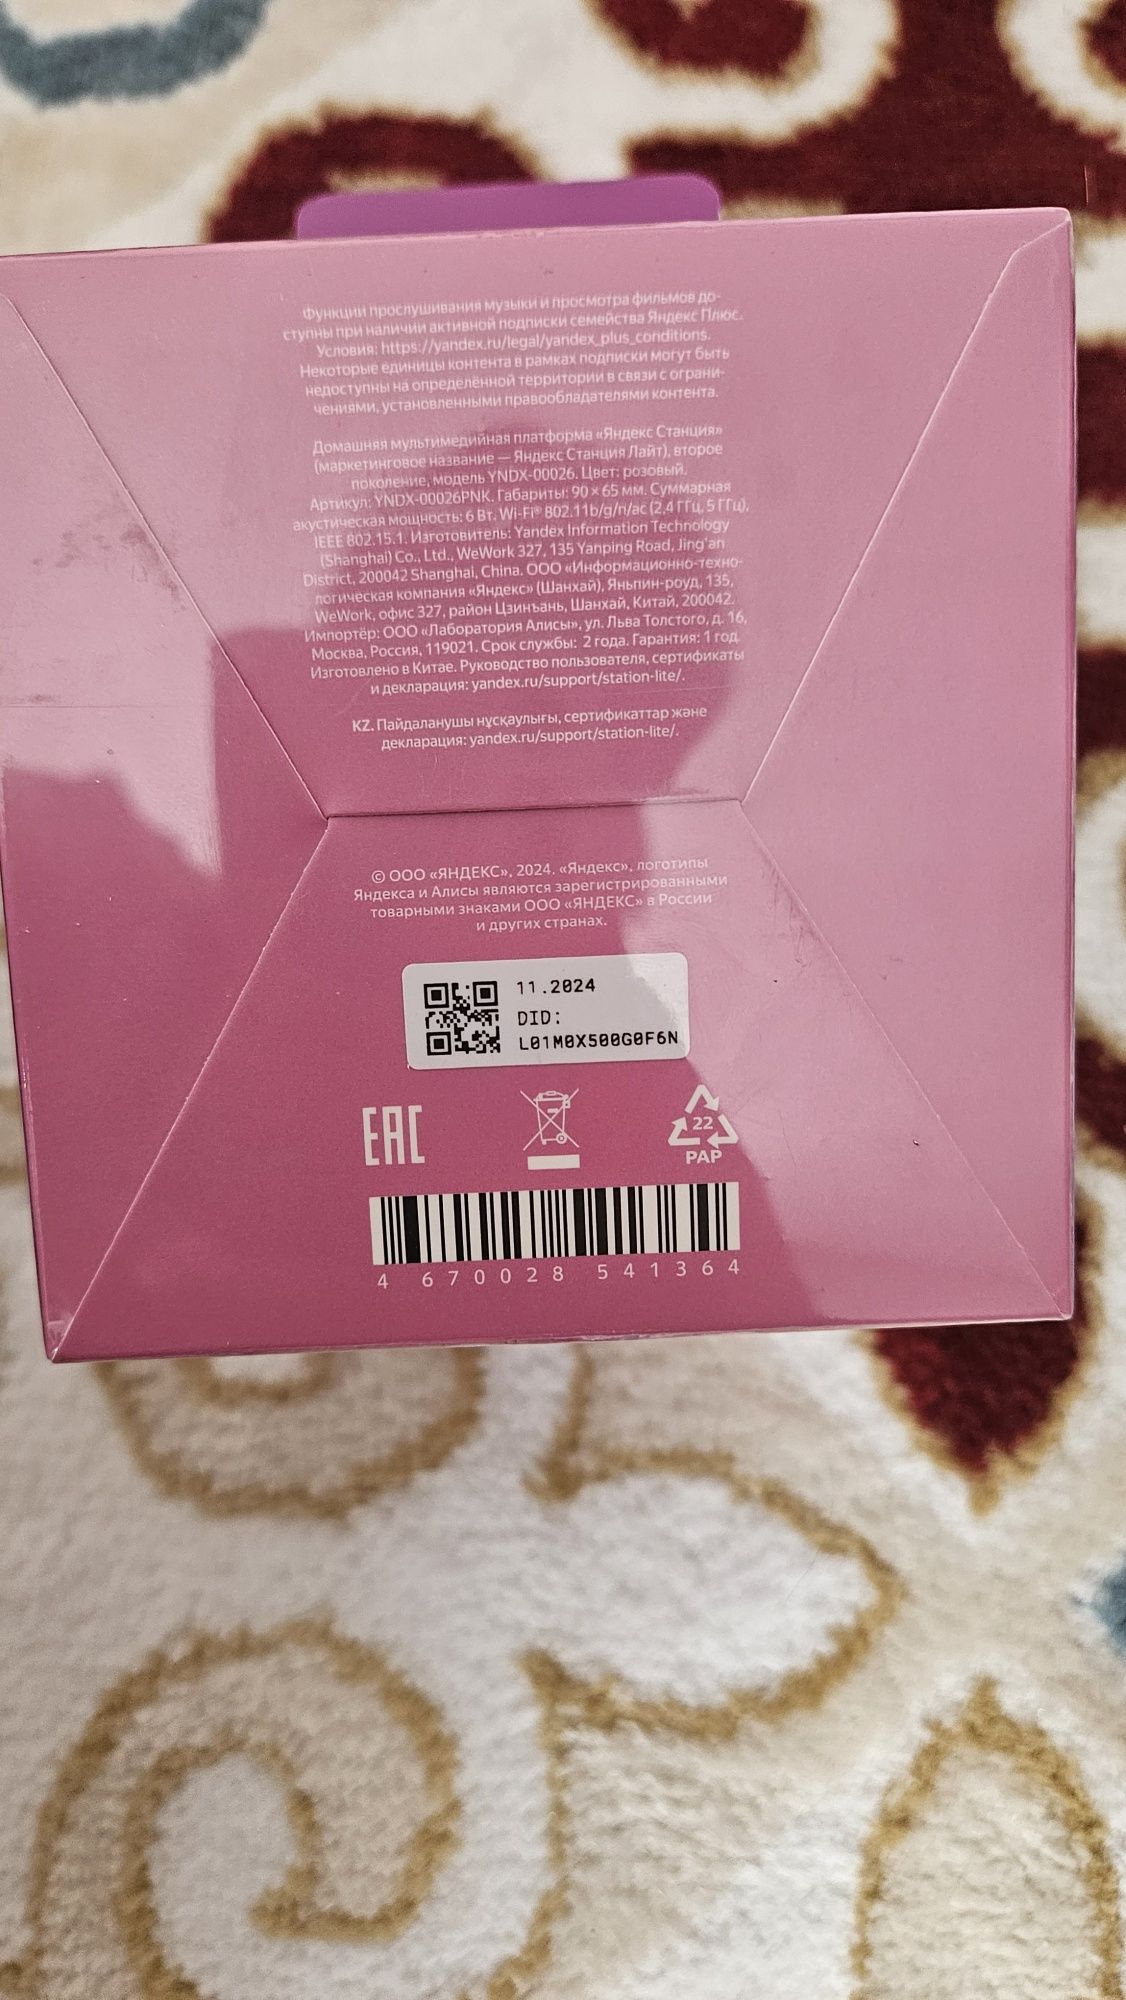 Функции прослушивания музыки и просмотра фильмов до-
ступны при наличии активной подписки семейства Яндекс Плюс.
Условия: https://yandex.ru/legal/yandex_plus_conditions.
Некоторые единицы контента в рамках подписки могут быть
недоступны на определённой территории в связи с ограни-
чениями, установленными правообладателями контента.
Домашняя мультимедийная платформа «Яндекс Станция»
(маркетинговое название — Яндекс Станция Лайт), второе
поколение, модель YNDX-00026. Цвет: розовый.
Артикул: YNDX-00026PNK. Габариты: 90 × 65 мм. Суммарная
акустическая мощность: 6 Вт. Wi-Fi® 802.11b/g/n/ac (2,4 ГГц, 5 ГГц),
IEEE 802.15.1. Изготовитель: Yandex Information Technology
(Shanghai) Co., Ltd., WeWork 327, 135 Yanping Road, Jing'an
District, 200042 Shanghai, China. ООО «Информационно-техно-
логическая компания «Яндекс» (Шанхай), Яньпин-роуд, 135,
WeWork, офис 327, район Цзинъань, Шанхай, Китай, 200042.
Импортёр: ООО «Лаборатория Алисы», ул. Льва Толстого, д. 16,
Москва, Россия, 119021. Срок службы: 2 года. Гарантия: 1 год.
Изготовлено в Китае. Руководство пользователя, сертификаты
и декларация: yandex.ru/support/station-lite/.
KZ. Пайдаланушы нұсқаулығы, сертификаттар және
декларация: yandex.ru/support/station-lite/.
© ООО «ЯНДЕКС», 2024. «Яндекс», логотипы
Яндекса и Алисы являются зарегистрированными
товарными знаками ООО «ЯНДЕКС» в России
и других странах.
11.2024
DID:
L01M0X500G0F6N
EAC
22
PAP
4 670028 541364